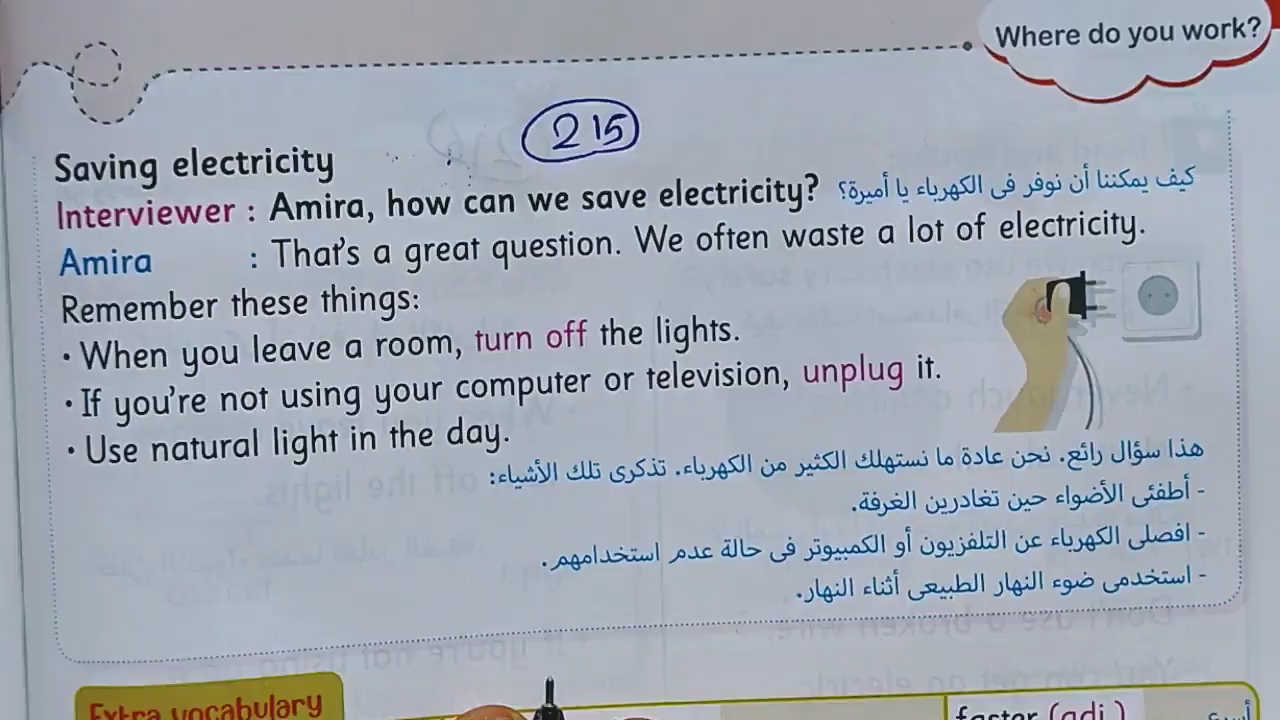 Where do you work?
215
Saving electricity
Interviewer : Amira, how can we save electricity? كيف يمكننا أن نوفر فى الكهرباء يا أميرة؟
Amira : That's a great question. We often waste a lot of electricity.
Remember these things:
• When you leave a room, turn off the lights.
• If you're not using your computer or television, unplug it.
• Use natural light in the day.
هذا سؤال رائع. نحن عادة ما نستهلك الكثير من الكهرباء. تذكرى تلك الأشياء:
- أطفئى الأضواء حين تغادرين الغرفة.
- افصلى الكهرباء عن التلفزيون أو الكمبيوتر فى حالة عدم استخدامهم.
- استخدمى ضوء النهار الطبيعى أثناء النهار.
Extra vocabulary
(adj.)